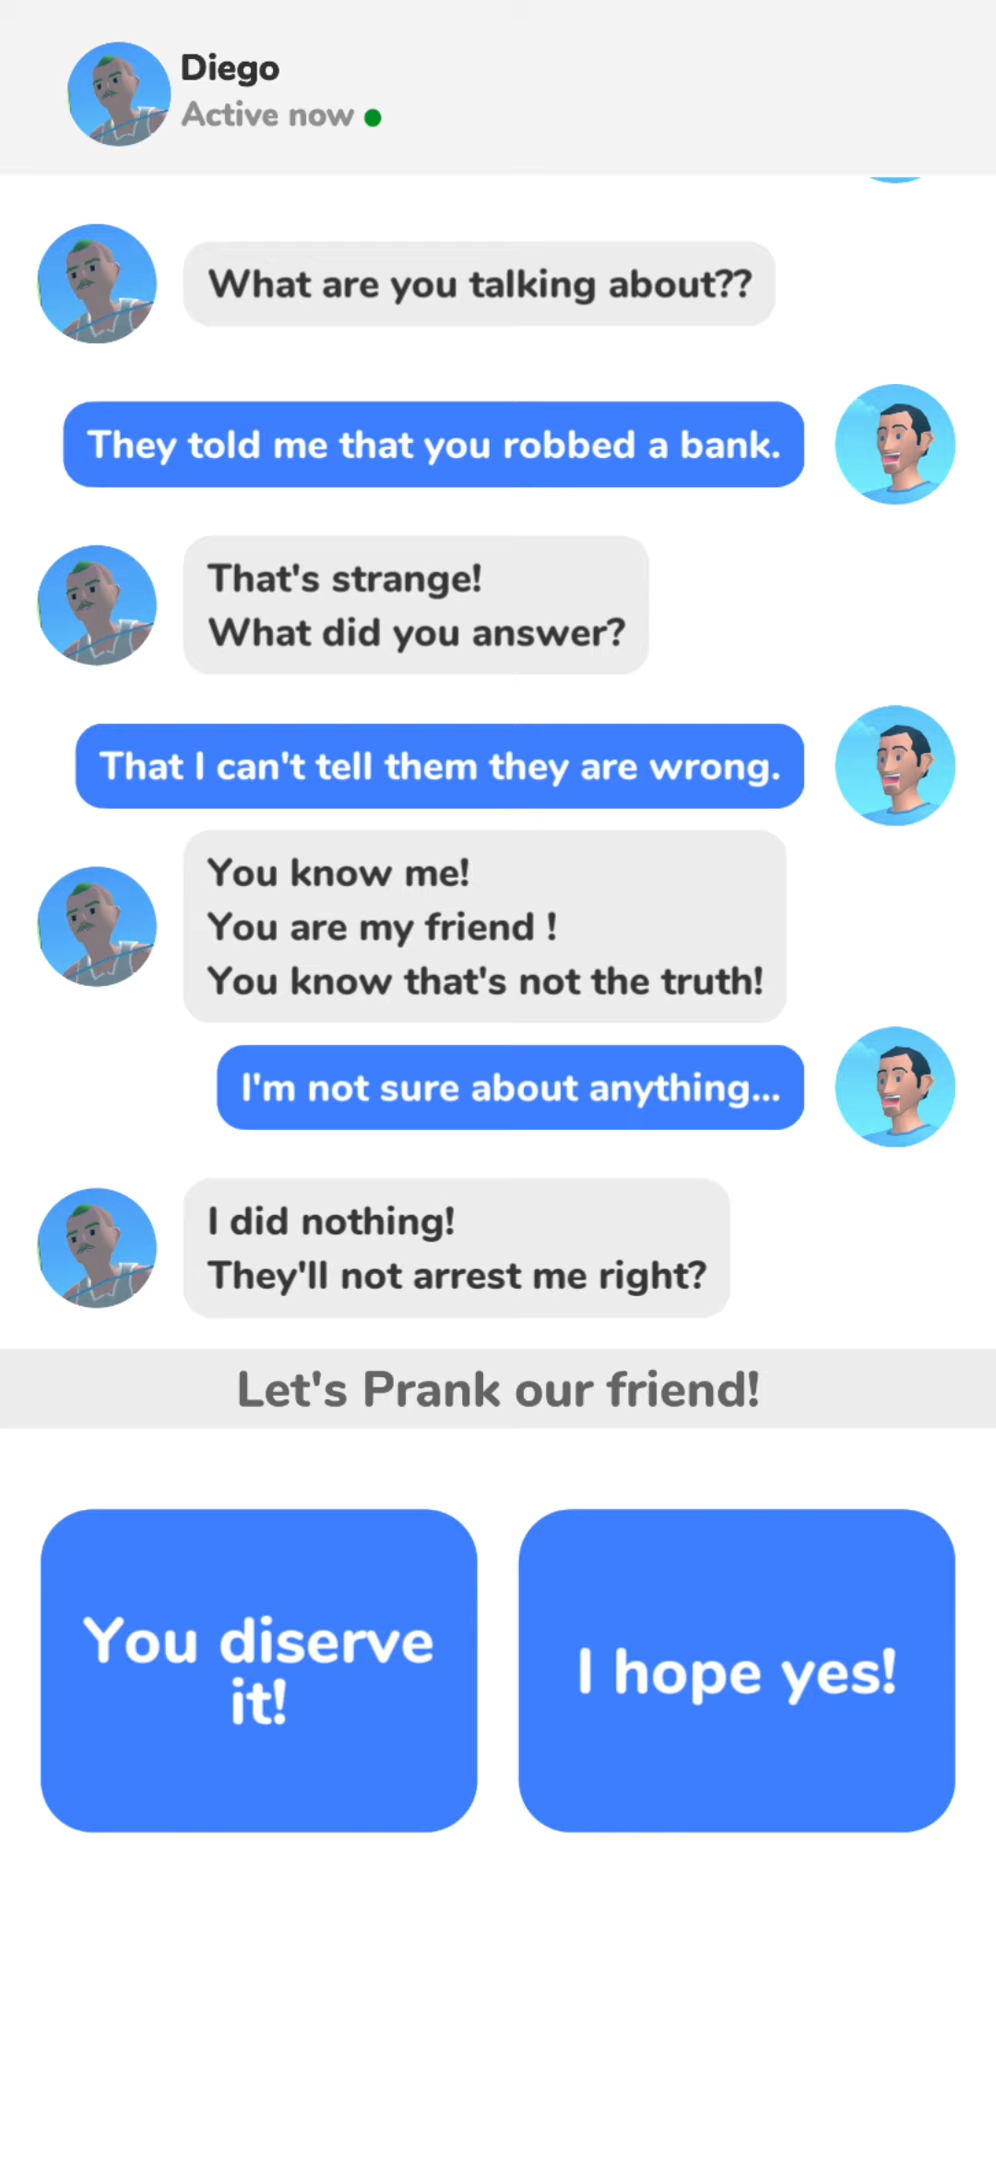 Diego
Active now
What are you talking about??
They told me that you robbed a bank.
That's strange!
What did you answer?
That I can't tell them they are wrong.
You know me!
You are my friend !
You know that's not the truth!
I'm not sure about anything...
I did nothing!
They'll not arrest me right?
Let's Prank our friend!
You diserve
it!
I hope yes!